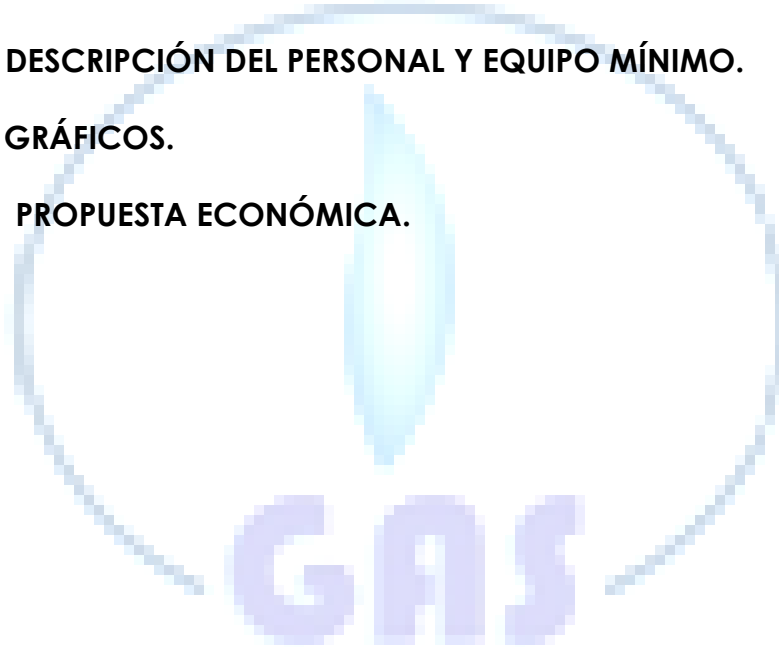 DESCRIPCIÓN DEL PERSONAL Y EQUIPO MÍNIMO.
GRÁFICOS.
PROPUESTA ECONÓMICA.
GAS